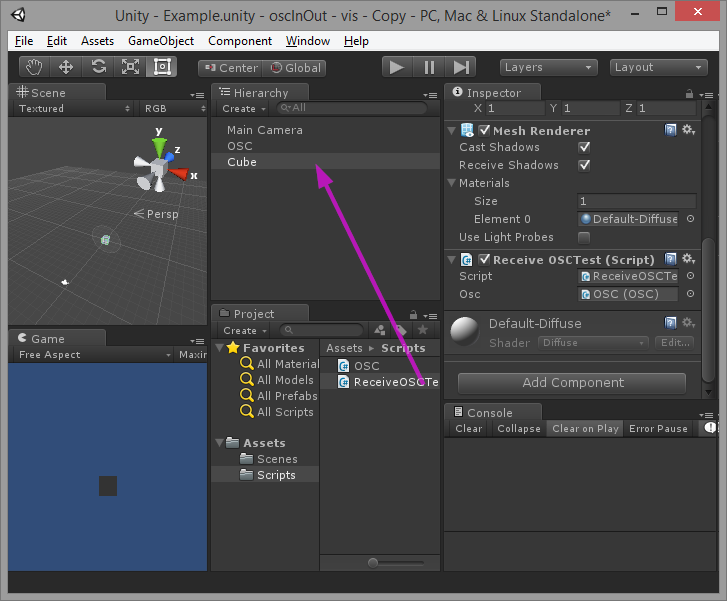 Unity - Example.unity - oscInOut - vis - Copy - PC, Mac & Linux Standalone*
File Edit Assets GameObject Component Window Help
Center Global Layers Layout
Scene
Textured RGB
y
z
x
Persp
Game
Free Aspect Maxin
Hierarchy
Create All
Main Camera
OSC
Cube
Project
Create
Favorites
All Material
All Models
All Prefabs
All Scripts
Assets
Scenes
Scripts
Assets Scripts
OSC
ReceiveOSCTe
Inspector
X 1 Y 1 Z 1
Mesh Renderer
Cast Shadows
Receive Shadows
Materials
Size 1
Element 0 Default-Diffuse
Use Light Probes
Receive OSCTest (Script)
Script ReceiveOSCTe
Osc OSC (OSC)
Default-Diffuse
Shader Diffuse Edit...
Add Component
Console
Clear Collapse Clear on Play Error Pause